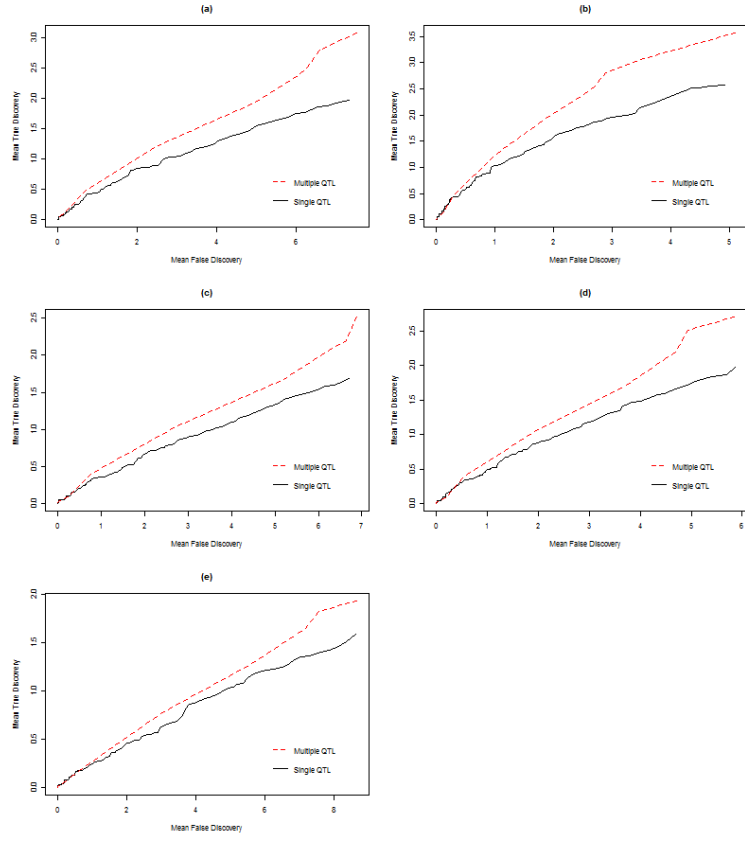 (a)
3.0
2.5
2.0
1.5
1.0
0.5
0.0
Mean True Discovery
Multiple QTL
Single QTL
0 2 4 6
Mean False Discovery
(b)
3.5
3.0
2.5
2.0
1.5
1.0
0.5
0.0
Mean True Discovery
Multiple QTL
Single QTL
0 1 2 3 4 5
Mean False Discovery
(c)
2.5
2.0
1.5
1.0
0.5
0.0
Mean True Discovery
Multiple QTL
Single QTL
0 1 2 3 4 5 6 7
Mean False Discovery
(d)
2.5
2.0
1.5
1.0
0.5
0.0
Mean True Discovery
Multiple QTL
Single QTL
0 1 2 3 4 5 6
Mean False Discovery
(e)
2.0
1.5
1.0
0.5
0.0
Mean True Discovery
Multiple QTL
Single QTL
0 2 4 6 8
Mean False Discovery